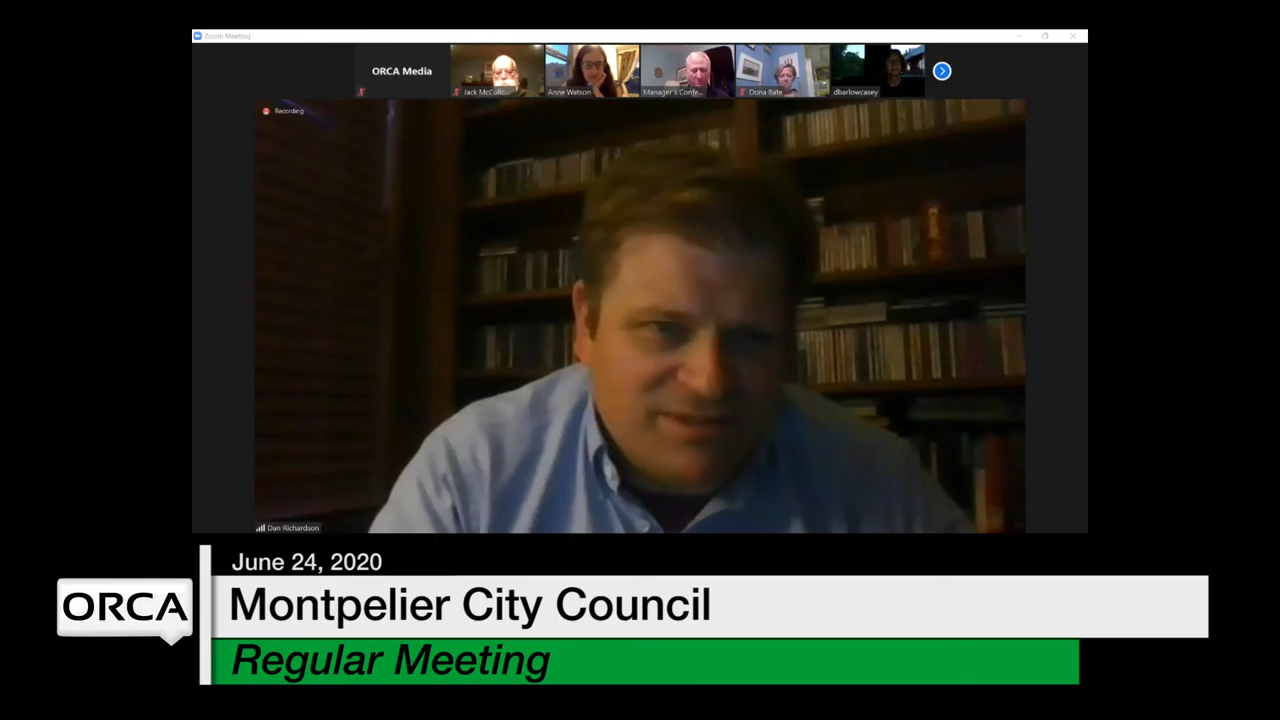 Zoom Meeting
ORCA Media
Jack McCullo...
Anne Watson
Manager's Confe...
Dona Bate
dbarlowcasey
Recording
Dan Richardson
June 24, 2020
ORCA
Montpelier City Council
Regular Meeting